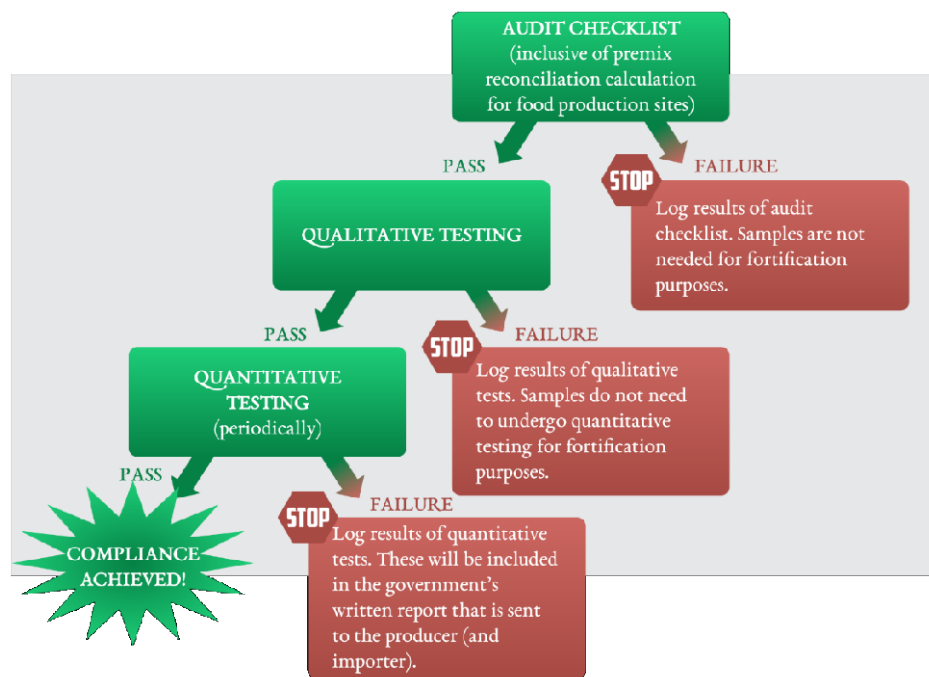 AUDIT CHECKLIST
(inclusive of premix
reconciliation calculation
for food production sites)
PASS
FAILURE
STOP
Log results of audit
checklist. Samples are not
needed for fortification
purposes.
QUALITATIVE TESTING
PASS
FAILURE
STOP
Log results of qualitative
tests. Samples do not need
to undergo quantitative
testing for fortification
purposes.
QUANTITATIVE
TESTING
(periodically)
PASS
FAILURE
STOP
Log results of quantitative
tests. These will be included
in the government's
written report that is sent
to the producer (and
importer).
COMPLIANCE
ACHIEVED!